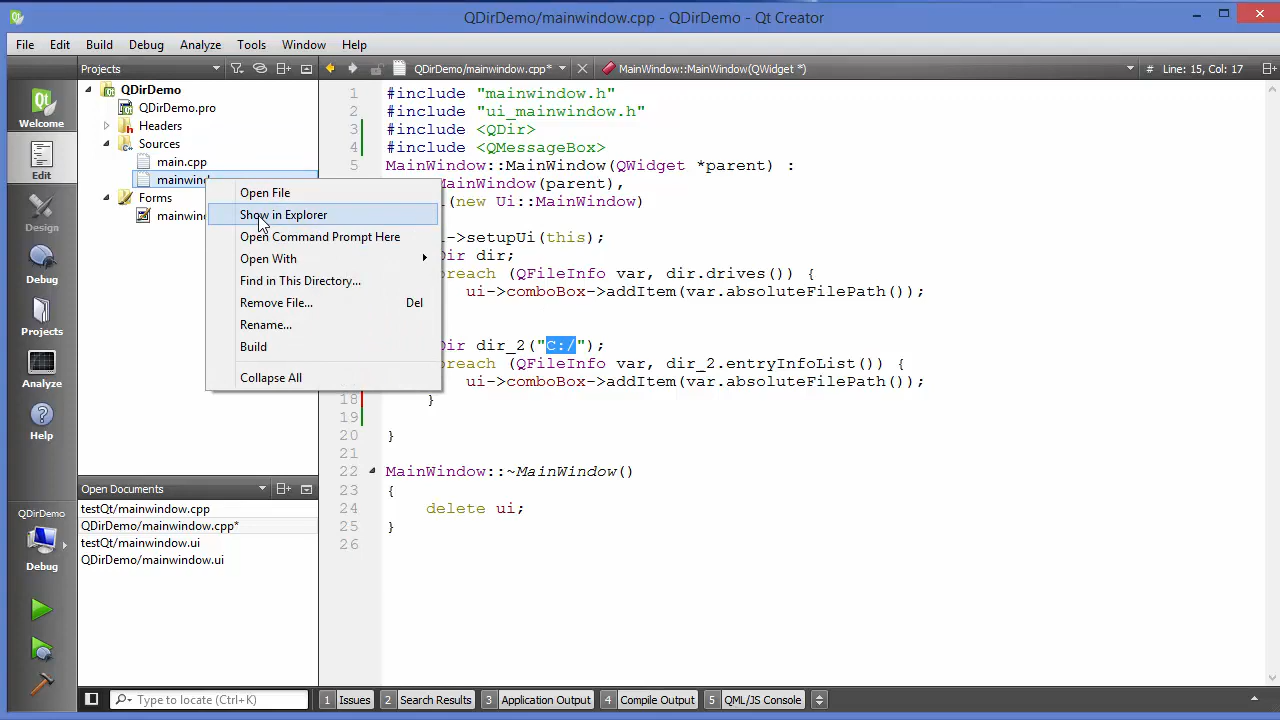 QDirDemo/mainwindow.cpp - QDirDemo - Qt Creator
File Edit Build Debug Analyze Tools Window Help
Projects
QDirDemo/mainwindow.cpp*
MainWindow::MainWindow(QWidget *)
# Line: 15, Col: 17
Welcome
Edit
Design
Debug
Projects
Analyze
Help
QDirDemo
Debug
QDirDemo
QDirDemo.pro
Headers
Sources
main.cpp
mainwind
Forms
mainwin
Open File
Show in Explorer
Open Command Prompt Here
Open With
Find in This Directory...
Remove File... Del
Rename...
Build
Collapse All
Open Documents
testQt/mainwindow.cpp
QDirDemo/mainwindow.cpp*
testQt/mainwindow.ui
QDirDemo/mainwindow.ui
1 #include "mainwindow.h"
2 #include "ui_mainwindow.h"
3 #include <QDir>
4 #include <QMessageBox>
5 MainWindow::MainWindow(QWidget *parent) :
MainWindow(parent),
(new Ui::MainWindow)
->setupUi(this);
ir dir;
oreach (QFileInfo var, dir.drives()) {
ui->comboBox->addItem(var.absoluteFilePath());
ir dir_2("C:/");
oreach (QFileInfo var, dir_2.entryInfoList()) {
ui->comboBox->addItem(var.absoluteFilePath());
18 }
19
20 }
21
22 MainWindow::~MainWindow()
23 {
24 delete ui;
25 }
26
Type to locate (Ctrl+K)
1 Issues 2 Search Results 3 Application Output 4 Compile Output 5 QML/JS Console